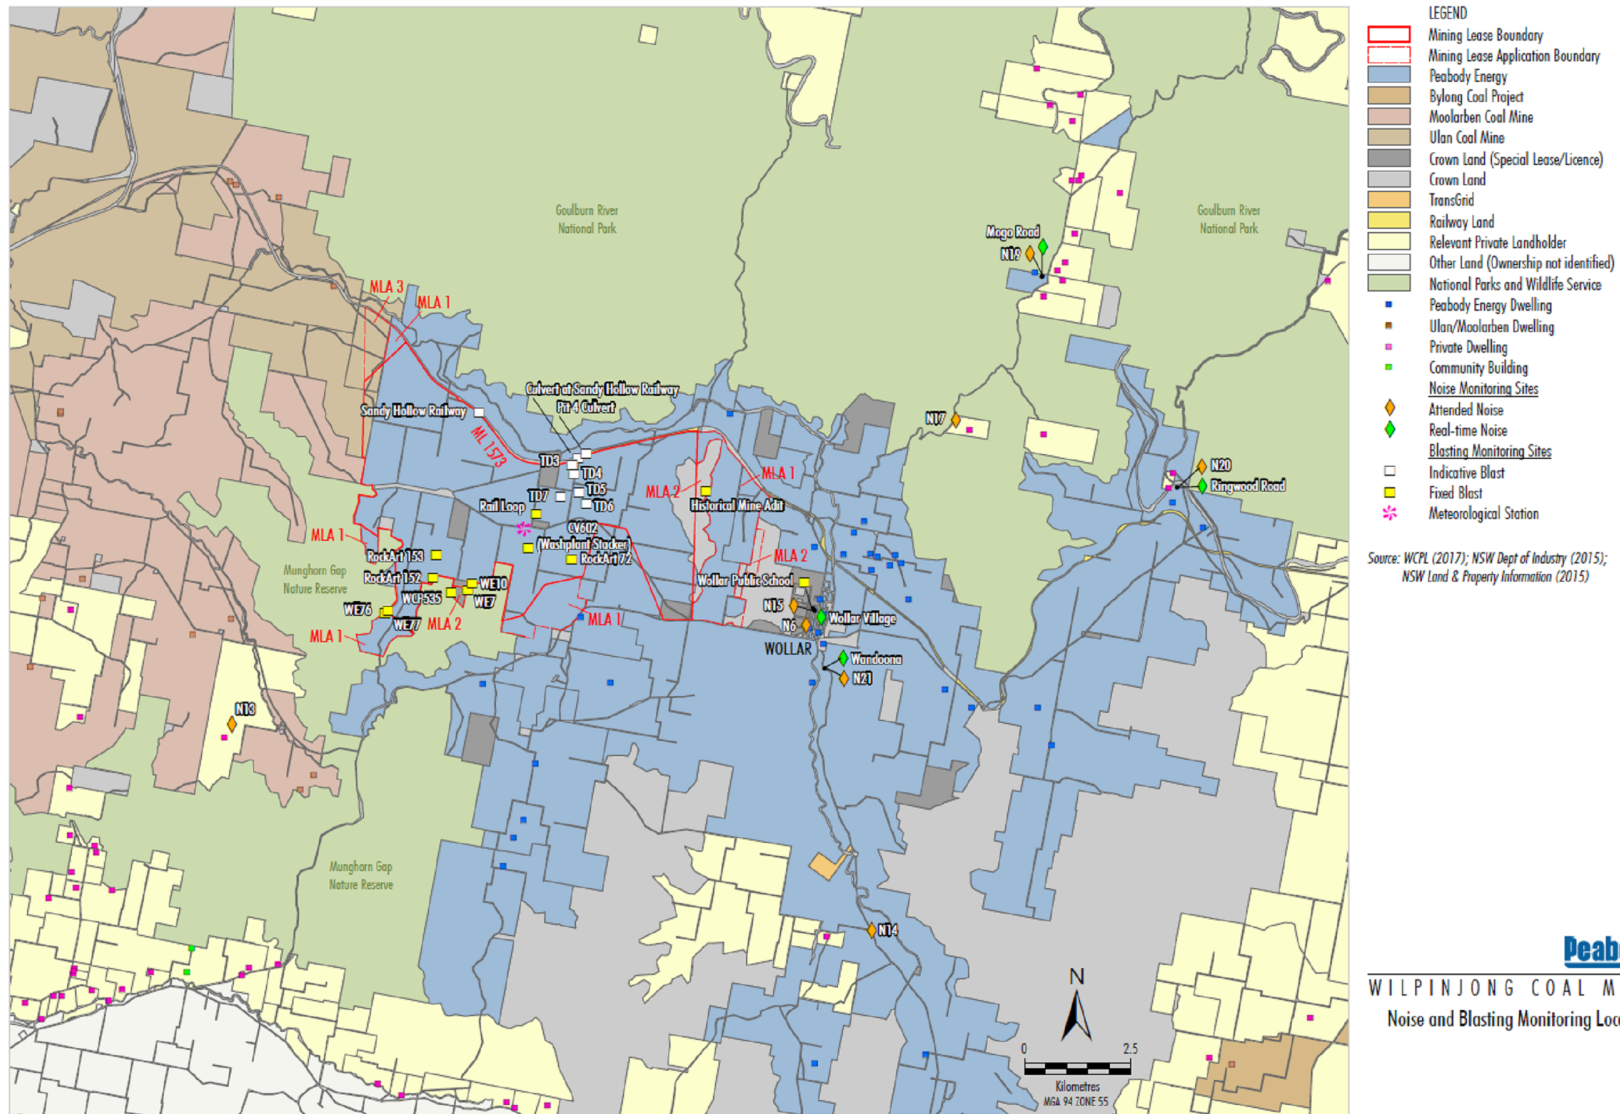 LEGEND
Mining Lease Boundary
Mining Lease Application Boundary
Peabody Energy
Bylong Coal Project
Moolarben Coal Mine
Ulan Coal Mine
Crown Land (Special Lease/Licence)
Crown Land
TransGrid
Railway Land
Relevant Private Landholder
Other Land (Ownership not identified)
National Parks and Wildlife Service
Peabody Energy Dwelling
Ulan/Moolarben Dwelling
Private Dwelling
Community Building
Noise Monitoring Sites
Attended Noise
Real-time Noise
Blasting Monitoring Sites
Indicative Blast
Fixed Blast
Meteorological Station
Source: WCPL (2017); NSW Dept of Industry (2015);
NSW Land & Property Information (2015)
Peab
WILPINJONG COAL M
Noise and Blasting Monitoring Loc
Goulburn River
National Park
Goulburn River
National Park
Mogo Road
N19
MLA 3
MLA 1
Culvert at Sandy Hollow Railway
Pit 4 Culvert
Sandy Hollow Railway
ML 1573
N17
TD3
TD4
TD5
TD7
TD6
Rail Loop
MLA 2
MLA 1
Historical Mine Adit
N20
Ringwood Road
MLA 1
CV602
(Washplant Stacker)
RockArt 72
RockArt 153
RockArt 152
Munghorn Gap
Nature Reserve
WE10
WE7
WCP535
WE76
WE77
MLA 2
MLA 1
MLA 1
MLA 2
Wollar Public School
N15
N6
Wollar Village
WOLLAR
Wandoona
N21
N13
Munghorn Gap
Nature Reserve
N14
N
0 2.5
Kilometres
MGA 94 ZONE 55